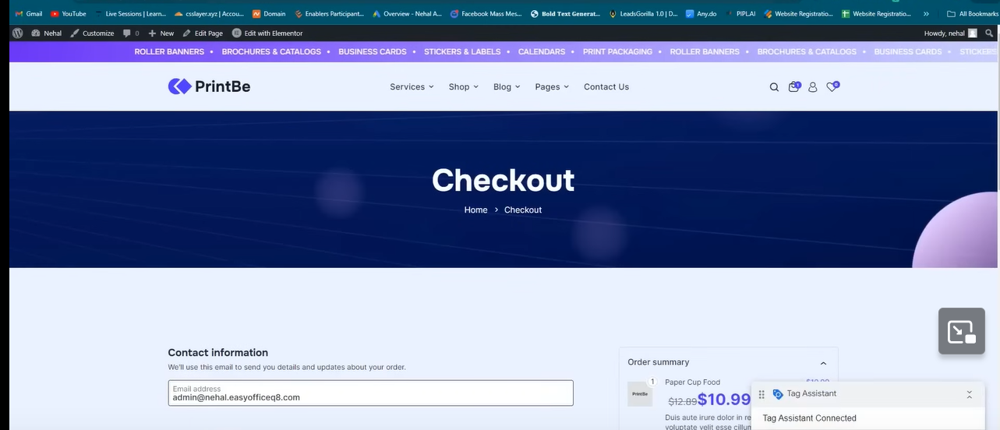 Gmail YouTube Live Sessions | Learn... csslayer.xyz | Accou... Domain Enablers Participant... Overview - Nehal A... Facebook Mass Mes... Bold Text Generat... LeadsGorilla 1.0 | D... Any.do PIPL.AI Website Registratio... Website Registratio... » All Bookmarks
Nehal Customize 0 + New Edit Page Edit with Elementor Howdy, nehal
ROLLER BANNERS • BROCHURES & CATALOGS • BUSINESS CARDS • STICKERS & LABELS • CALENDARS • PRINT PACKAGING • ROLLER BANNERS • BROCHURES & CATALOGS • BUSINESS CARDS • STICKERS
PrintBe Services Shop Blog Pages Contact Us 1 0
Checkout
Home > Checkout
Contact information
We'll use this email to send you details and updates about your order.
Email address
admin@nehal.easyofficeq8.com
Order summary
1 Paper Cup Food
PrintBe
$12.89 $10.99
Duis aute irure dolor in re
voluptate velit esse cillum
Tag Assistant
Tag Assistant Connected